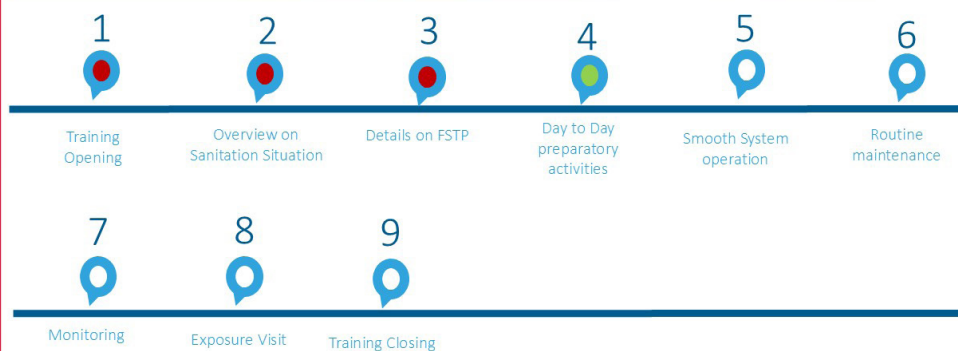 1 2 3 4 5 6
Training
Opening
Overview on
Sanitation Situation
Details on FSTP
Day to Day
preparatory
activities
Smooth System
operation
Routine
maintenance
7 8 9
Monitoring
Exposure Visit
Training Closing